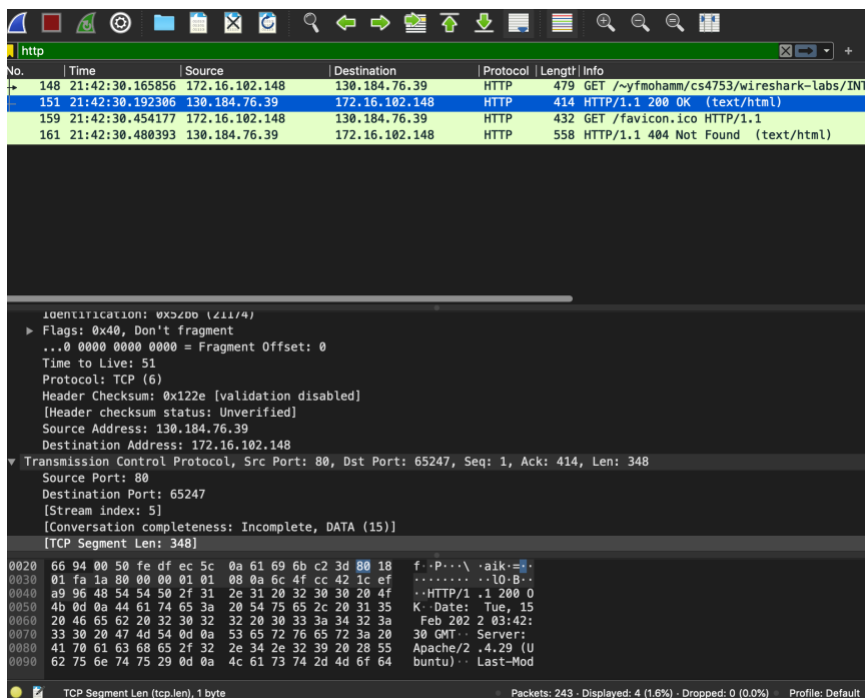 http
No. Time Source Destination Protocol Length Info
148 21:42:30.165856 172.16.102.148 130.184.76.39 HTTP 479 GET /~yfmohamm/cs4753/wireshark-labs/INT
151 21:42:30.192306 130.184.76.39 172.16.102.148 HTTP 414 HTTP/1.1 200 OK (text/html)
159 21:42:30.454177 172.16.102.148 130.184.76.39 HTTP 432 GET /favicon.ico HTTP/1.1
161 21:42:30.480393 130.184.76.39 172.16.102.148 HTTP 558 HTTP/1.1 404 Not Found (text/html)
Identification: 0x52b6 (21174)
Flags: 0x40, Don't fragment
...0 0000 0000 0000 = Fragment Offset: 0
Time to Live: 51
Protocol: TCP (6)
Header Checksum: 0x122e [validation disabled]
[Header checksum status: Unverified]
Source Address: 130.184.76.39
Destination Address: 172.16.102.148
Transmission Control Protocol, Src Port: 80, Dst Port: 65247, Seq: 1, Ack: 414, Len: 348
Source Port: 80
Destination Port: 65247
[Stream index: 5]
[Conversation completeness: Incomplete, DATA (15)]
[TCP Segment Len: 348]
0020 66 94 00 50 fe df ec 5c 0a 61 69 6b c2 3d 80 18 f··P···\ ·aik·=··
0030 01 fa 1a 80 00 00 01 01 08 0a 6c 4f cc 42 1c ef ········ ··lO·B··
0040 a9 96 48 54 54 50 2f 31 2e 31 20 32 30 30 20 4f ··HTTP/1 .1 200 O
0050 4b 0d 0a 44 61 74 65 3a 20 54 75 65 2c 20 31 35 K··Date: Tue, 15
0060 20 46 65 62 20 32 30 32 32 20 30 33 3a 34 32 3a Feb 202 2 03:42:
0070 33 30 20 47 4d 54 0d 0a 53 65 72 76 65 72 3a 20 30 GMT·· Server:
0080 41 70 61 63 68 65 2f 32 2e 34 2e 32 39 20 28 55 Apache/2 .4.29 (U
0090 62 75 6e 74 75 29 0d 0a 4c 61 73 74 2d 4d 6f 64 buntu)·· Last-Mod
TCP Segment Len (tcp.len), 1 byte Packets: 243 · Displayed: 4 (1.6%) · Dropped: 0 (0.0%) Profile: Default